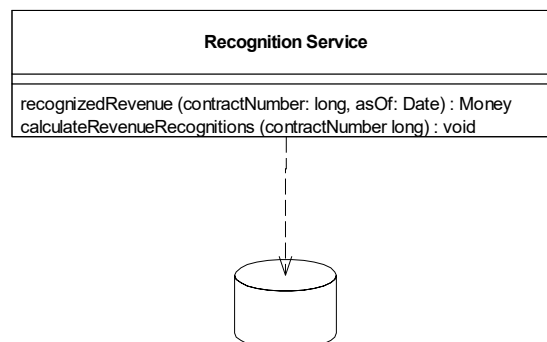 Recognition Service
recognizedRevenue (contractNumber: long, asOf: Date) : Money
calculateRevenueRecognitions (contractNumber long) : void